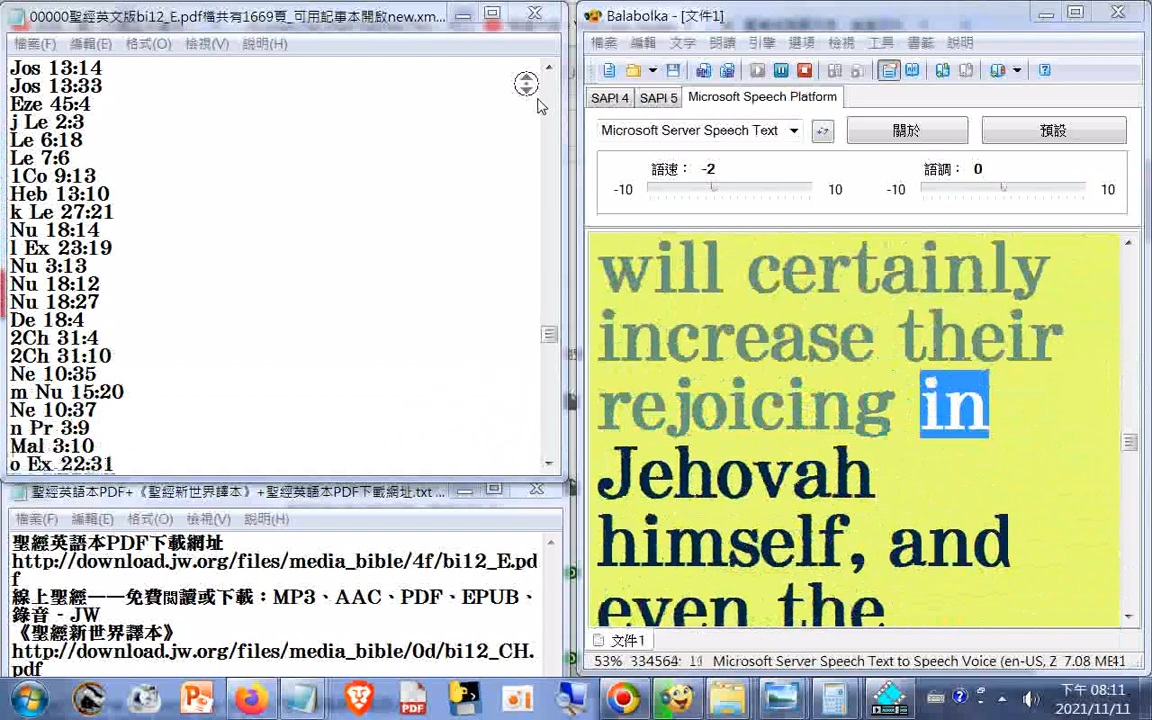 00000聖經英文版bi12_E.pdf檔共有1669頁_可用記事本開啟new.xm...
檔案(F) 編輯(E) 格式(O) 檢視(V) 說明(H)
Jos 13:14
Jos 13:33
Eze 45:4
j Le 2:3
Le 6:18
Le 7:6
1Co 9:13
Heb 13:10
k Le 27:21
Nu 18:14
l Ex 23:19
Nu 3:13
Nu 18:12
Nu 18:27
De 18:4
2Ch 31:4
2Ch 31:10
Ne 10:35
m Nu 15:20
Ne 10:37
n Pr 3:9
Mal 3:10
o Ex 22:31
聖經英語本PDF+《聖經新世界譯本》+聖經英語本PDF下載網址.txt ...
檔案(F) 編輯(E) 格式(O) 檢視(V) 說明(H)
聖經英語本PDF下載網址
http://download.jw.org/files/media_bible/4f/bi12_E.pd
f
線上聖經——免費閱讀或下載：MP3、AAC、PDF、EPUB、
錄音 - JW
《聖經新世界譯本》
http://download.jw.org/files/media_bible/0d/bi12_CH.
pdf
Balabolka - [文件1]
檔案 編輯 文字 朗讀 引擎 選項 檢視 工具 書籤 說明
SAPI 4 SAPI 5 Microsoft Speech Platform
Microsoft Server Speech Text 關於 預設
語速： -2 語調： 0
-10 10 -10 10
will certainly
increase their
rejoicing in
Jehovah
himself, and
even the
文件1
53% 334564: 1 Microsoft Server Speech Text to Speech Voice (en-US, Z 7.08 ME41
PDF
下午 08:11
2021/11/11